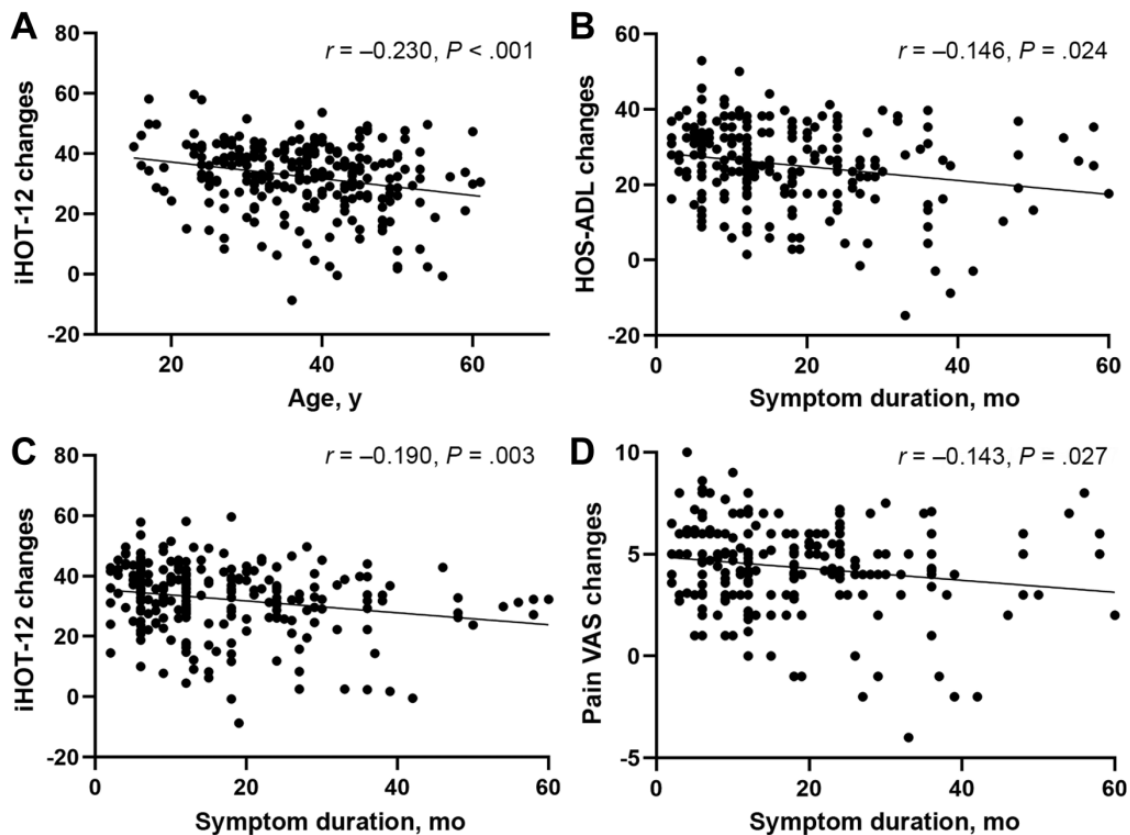 A
r = –0.230, P < .001
80
60
40
20
0
-20
iHOT-12 changes
20
40
60
Age, y
B
r = –0.146, P = .024
60
40
20
0
-20
HOS-ADL changes
0
20
40
60
Symptom duration, mo
C
r = –0.190, P = .003
80
60
40
20
0
-20
iHOT-12 changes
0
20
40
60
Symptom duration, mo
D
r = –0.143, P = .027
10
5
0
-5
Pain VAS changes
0
20
40
60
Symptom duration, mo